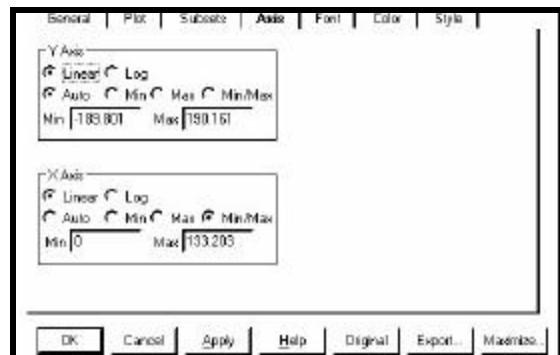 General Plot Subsets Axis Font Color Style
Y Axis
Linear Log
Auto Min Max Min/Max
Min -189.801 Max 190.161
X Axis
Linear Log
Auto Min Max Min/Max
Min 0 Max 133.203
OK Cancel Apply Help Original Export... Maximize...